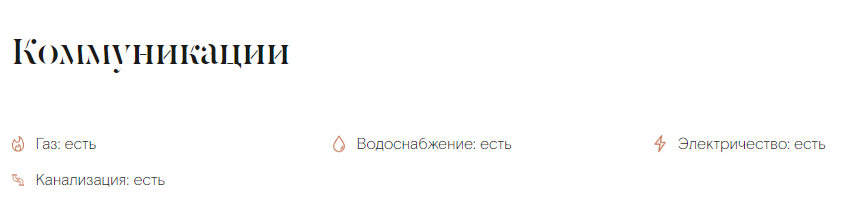 Коммуникации
Газ: есть
Водоснабжение: есть
Электричество: есть
Канализация: есть